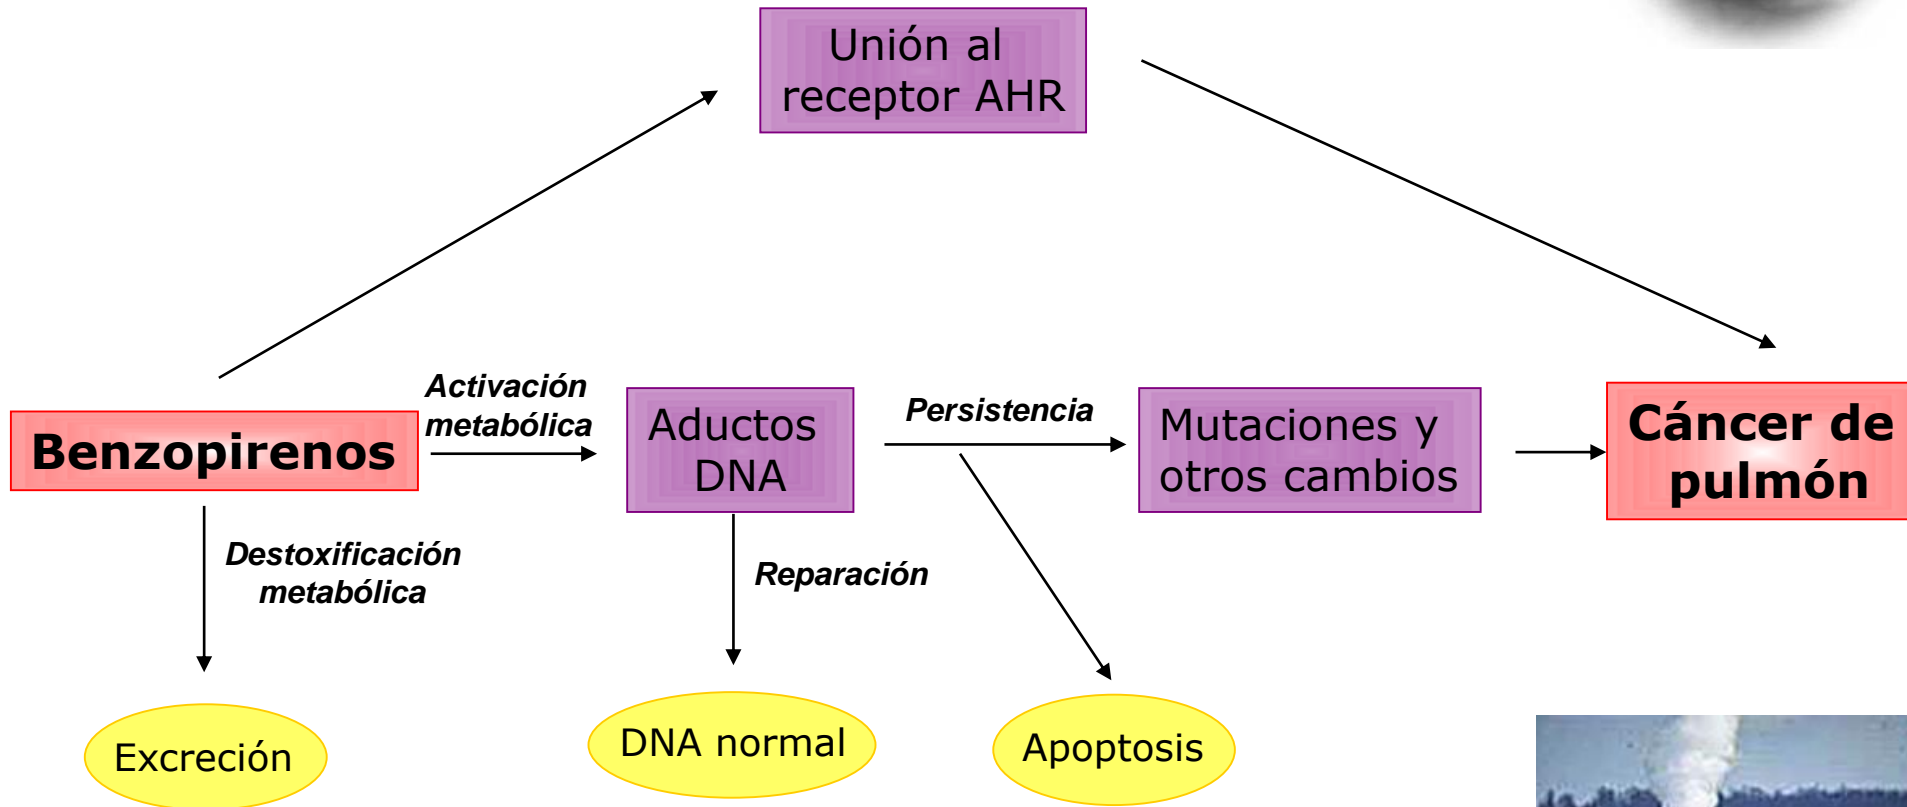 Unión al
receptor AHR
Activación
metabólica
Persistencia
Benzopirenos
Aductos
DNA
Mutaciones y
otros cambios
Cáncer de
pulmón
Destoxificación
metabólica
Reparación
Excreción
DNA normal
Apoptosis